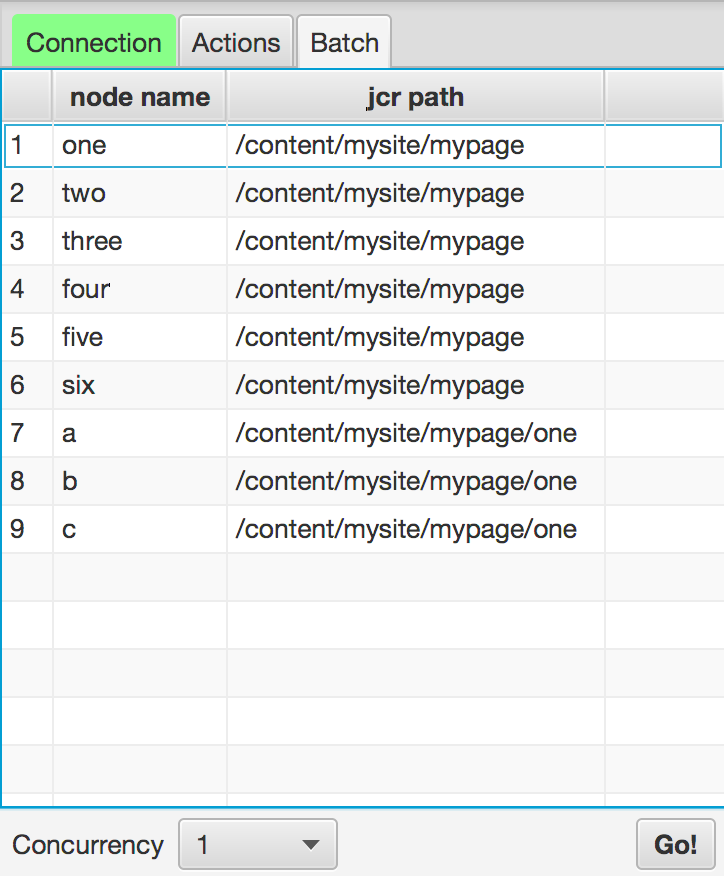 Connection Actions Batch
node name jcr path
1 one /content/mysite/mypage
2 two /content/mysite/mypage
3 three /content/mysite/mypage
4 four /content/mysite/mypage
5 five /content/mysite/mypage
6 six /content/mysite/mypage
7 a /content/mysite/mypage/one
8 b /content/mysite/mypage/one
9 c /content/mysite/mypage/one
Concurrency 1 Go!